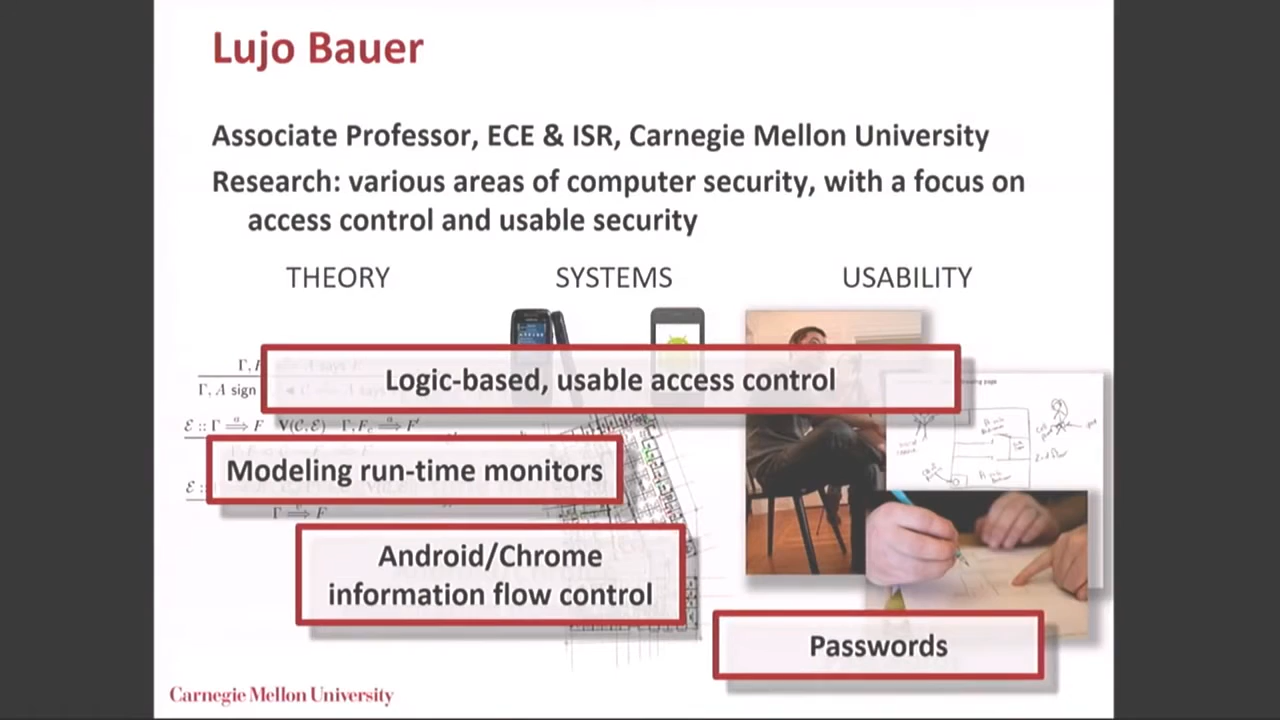 Lujo Bauer
Associate Professor, ECE & ISR, Carnegie Mellon University
Research: various areas of computer security, with a focus on
access control and usable security
THEORY
SYSTEMS
USABILITY
Logic-based, usable access control
Γ, A sign
Modeling run-time monitors
Android/Chrome
information flow control
Passwords
Carnegie Mellon University